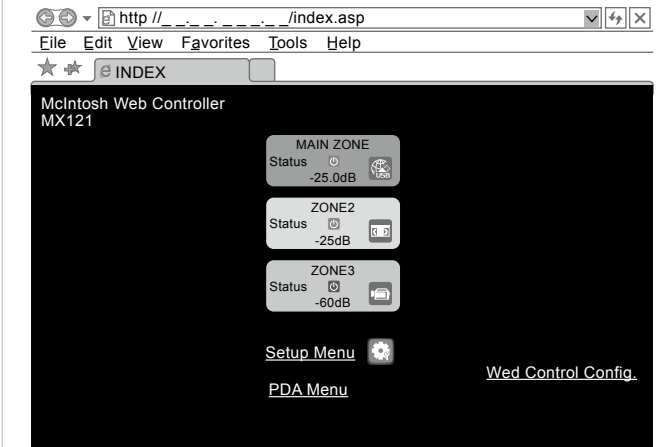 http //_ _._ _. _ _ _._ _/index.asp
File Edit View Favorites Tools Help
INDEX
McIntosh Web Controller
MX121
MAIN ZONE
Status
-25.0dB
USB
ZONE2
Status
-25dB
ZONE3
Status
-60dB
Setup Menu
Wed Control Config.
PDA Menu